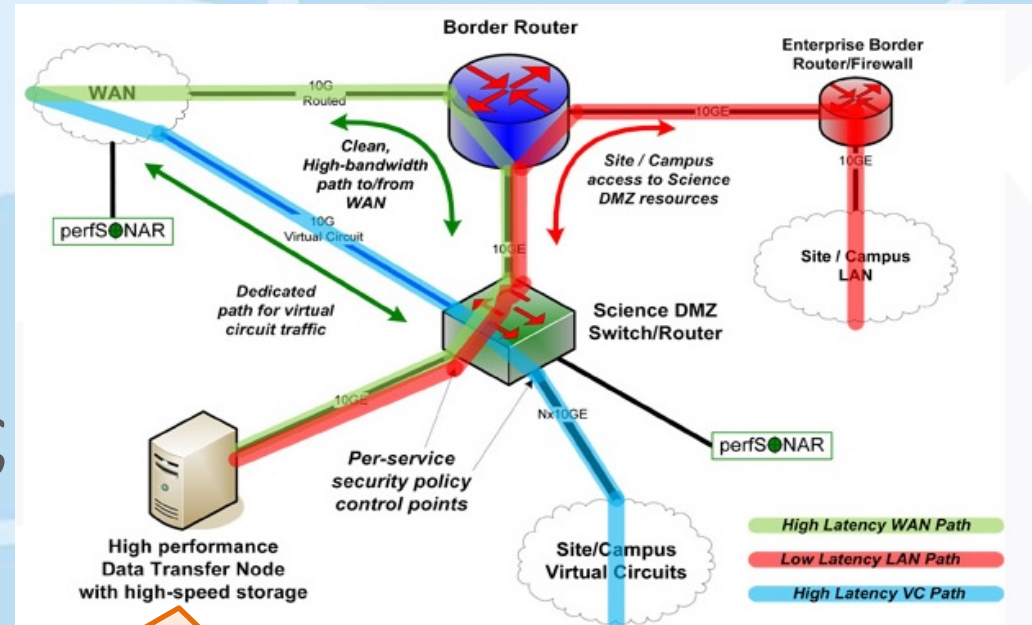 Border Router
Enterprise Border
Router/Firewall
WAN
10G
Routed
10GE
10GE
Clean,
High-bandwidth
path to/from
WAN
Site / Campus
access to Science
DMZ resources
perfSONAR
10G
Virtual Circuit
10GE
Site / Campus
LAN
Dedicated
path for virtual
circuit traffic
Science DMZ
Switch/Router
10GE
Nx10GE
perfSONAR
Per-service
security policy
control points
High performance
Data Transfer Node
with high-speed storage
Site/Campus
Virtual Circuits
High Latency WAN Path
Low Latency LAN Path
High Latency VC Path